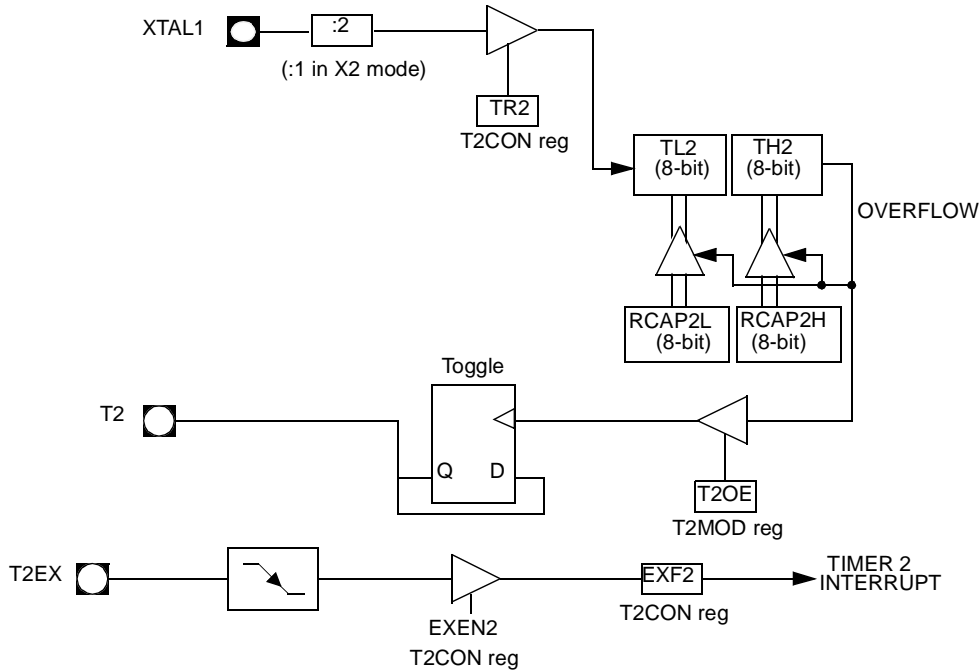 XTAL1
:2
(:1 in X2 mode)
TR2
T2CON reg
TL2
(8-bit)
TH2
(8-bit)
OVERFLOW
RCAP2L
(8-bit)
RCAP2H
(8-bit)
Toggle
T2
Q D
T2OE
T2MOD reg
T2EX
EXEN2
T2CON reg
EXF2
T2CON reg
TIMER 2
INTERRUPT